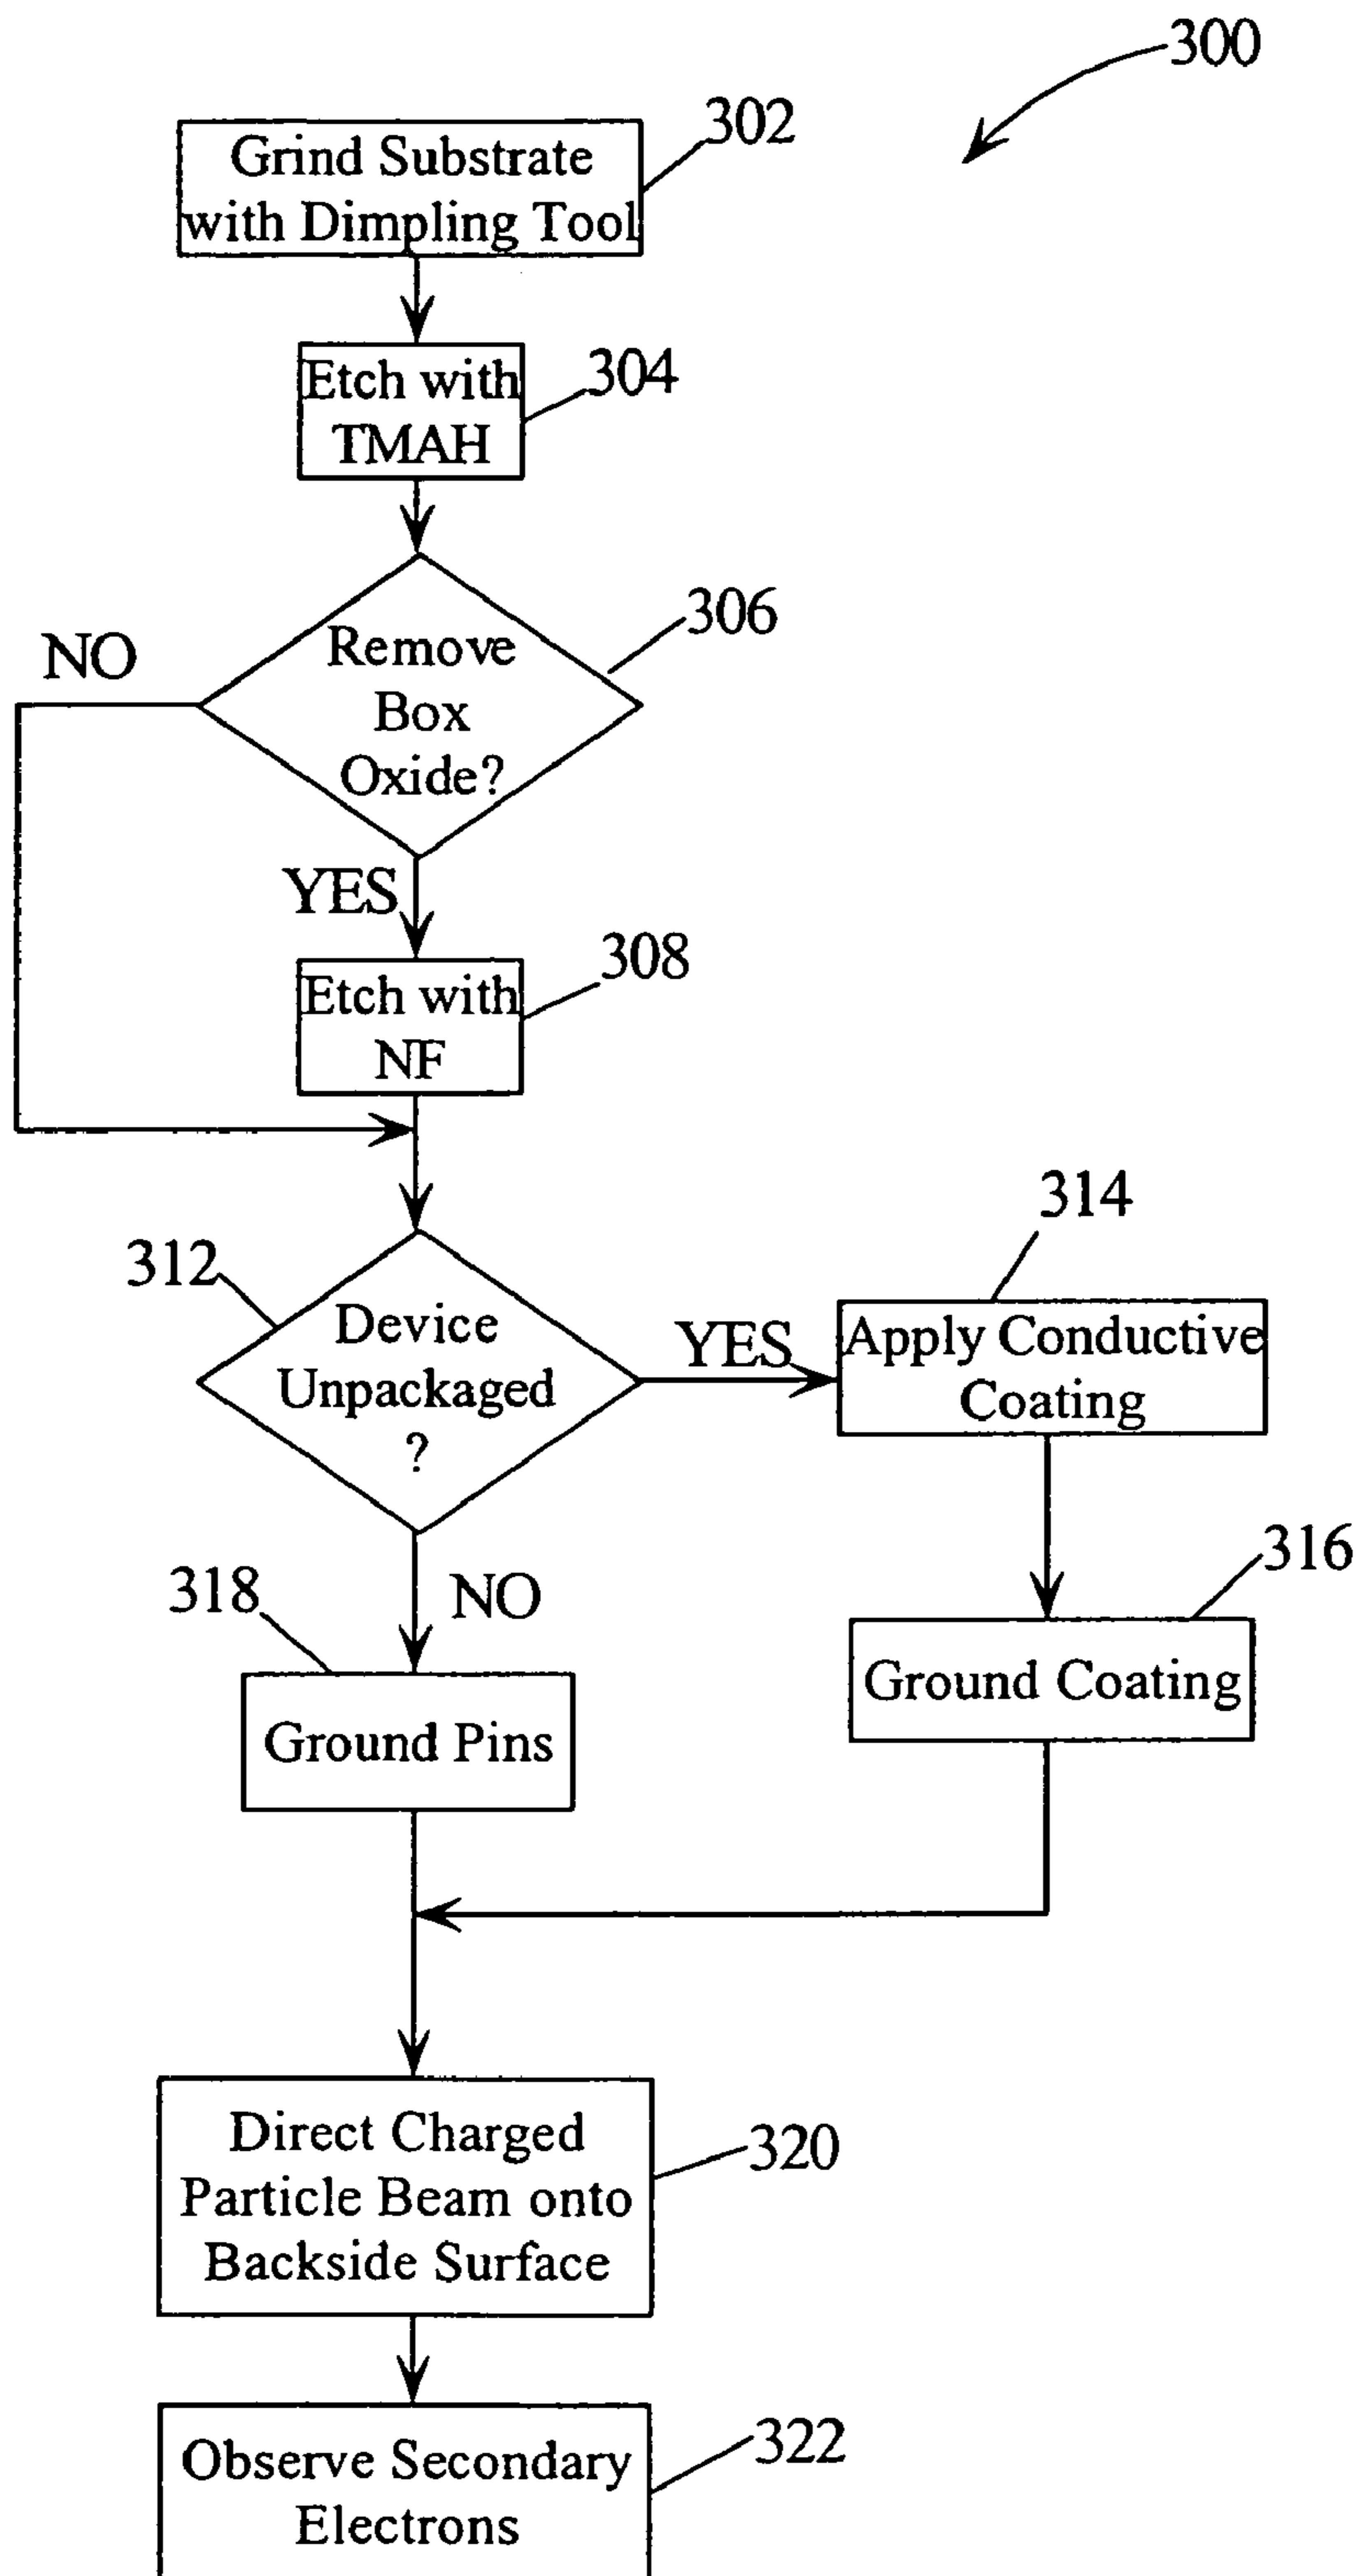 300
302
Grind Substrate
with Dimpling Tool
304
Etch with
TMAH
306
Remove
Box
Oxide?
NO
YES
308
Etch with
NF
312
Device
Unpackaged
?
YES
314
Apply Conductive
Coating
316
Ground Coating
NO
318
Ground Pins
320
Direct Charged
Particle Beam onto
Backside Surface
322
Observe Secondary
Electrons